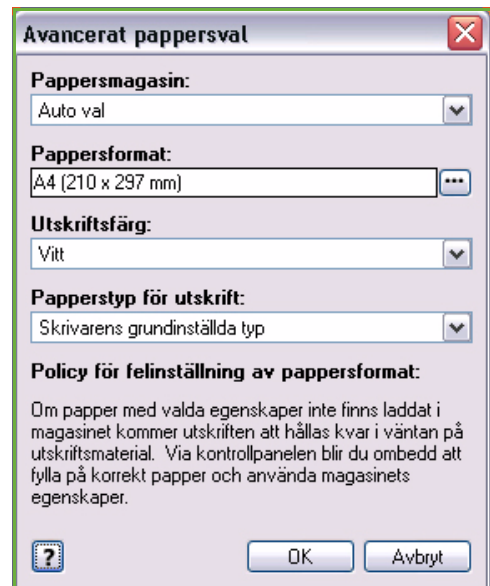 Avancerat pappersval
Pappersmagasin:
Auto val
Pappersformat:
A4 (210 x 297 mm)
...
Utskriftsfärg:
Vitt
Papperstyp för utskrift:
Skrivarens grundinställda typ
Policy för felinställning av pappersformat:
Om papper med valda egenskaper inte finns laddat i
magasinet kommer utskriften att hållas kvar i väntan på
utskriftsmaterial. Via kontrollpanelen blir du ombedd att
fylla på korrekt papper och använda magasinets
egenskaper.
?
OK
Avbryt